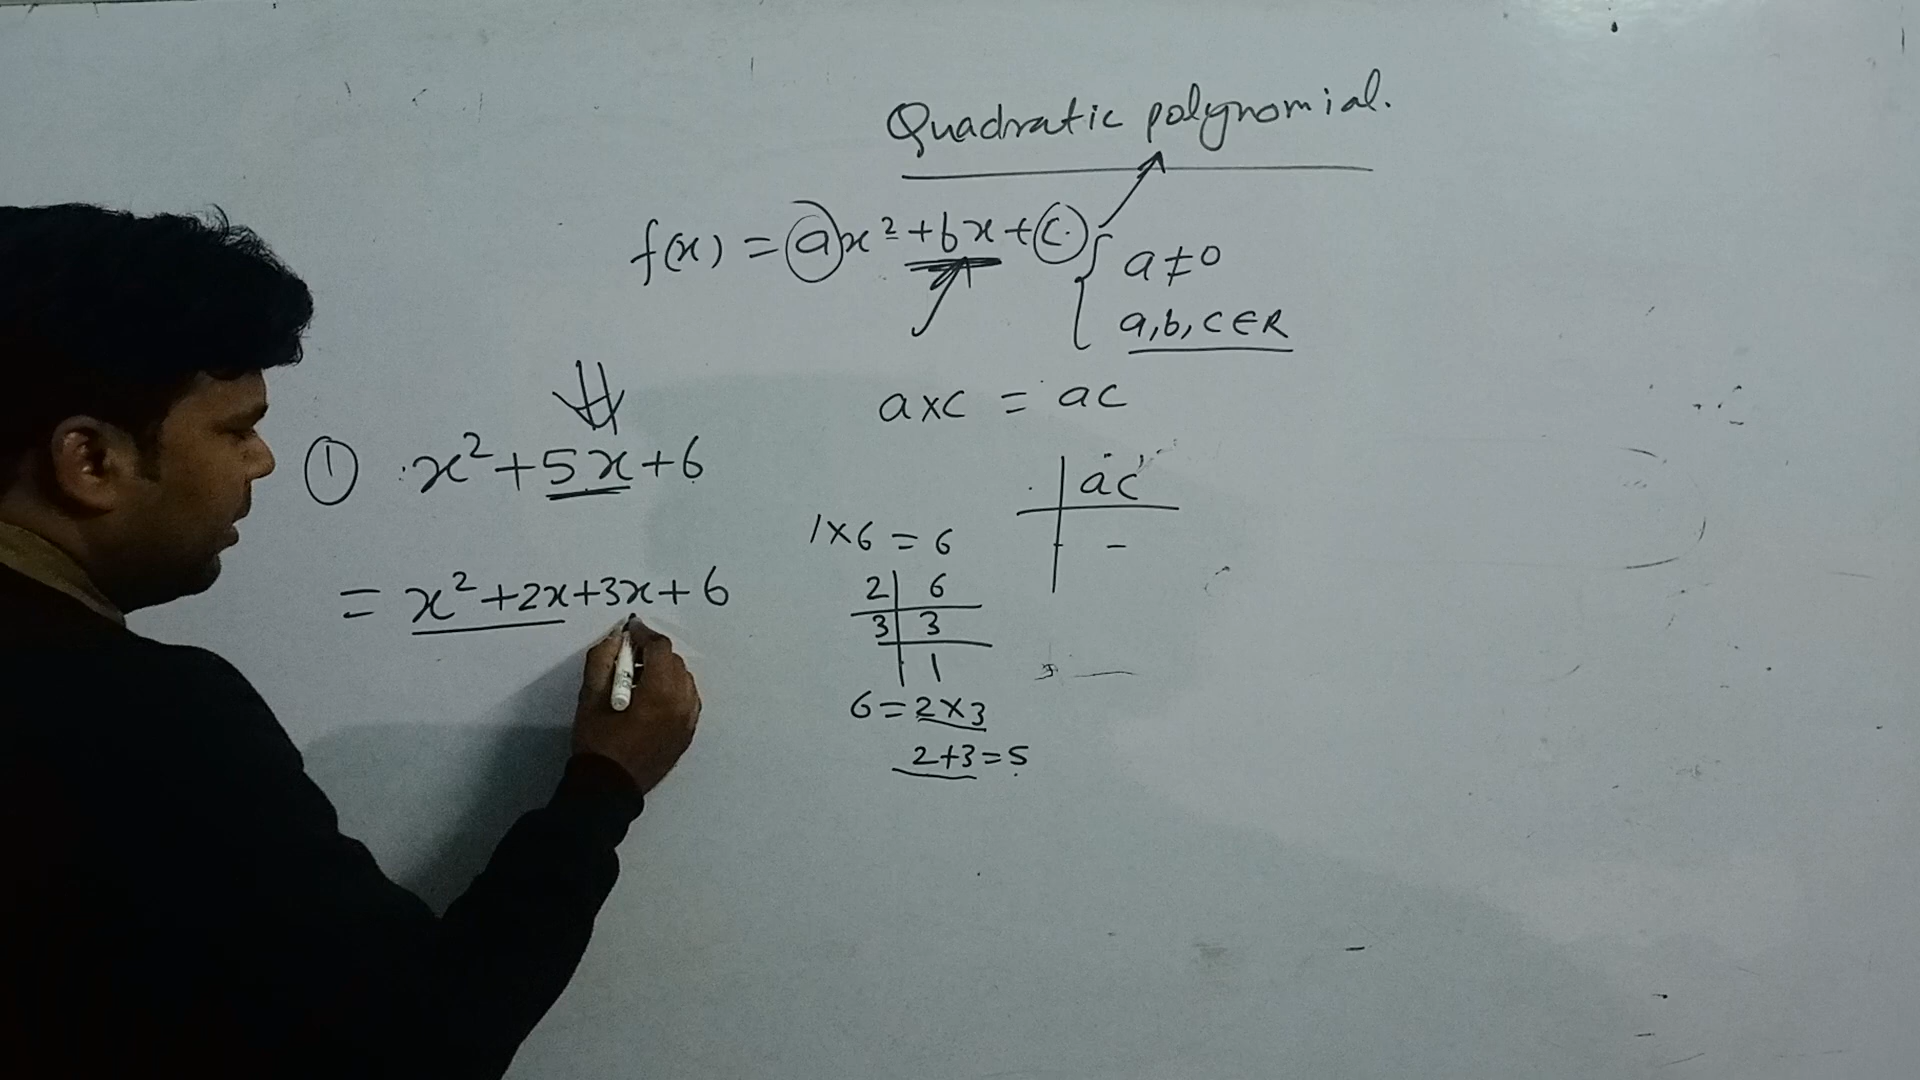 Quadratic polynomial.
f(x) = ax² + bx + c
a ≠ 0
a, b, c ∈ R
a × c = ac
① x² + 5x + 6
ac
1 × 6 = 6
= x² + 2x + 3x + 6
2 | 6
3 | 3
| 1
6 = 2 × 3
2 + 3 = 5